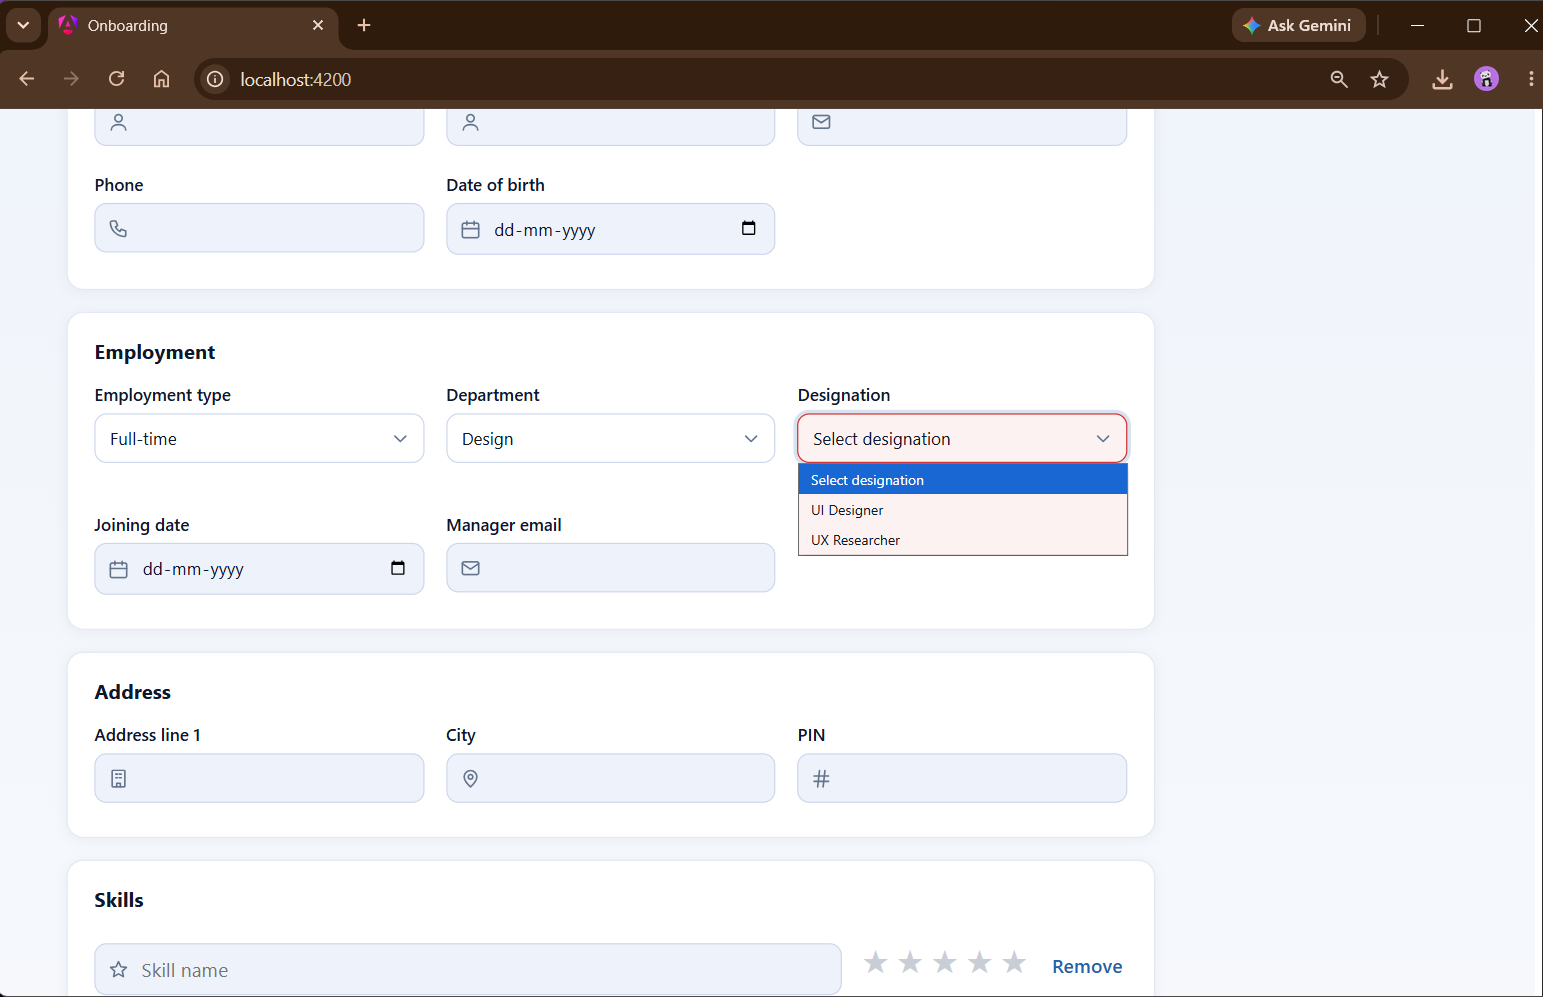 Onboarding
Ask Gemini
localhost:4200
Phone
Date of birth
dd-mm-yyyy
Employment
Employment type
Department
Designation
Full-time
Design
Select designation
Select designation
UI Designer
UX Researcher
Joining date
Manager email
dd-mm-yyyy
Address
Address line 1
City
PIN
Skills
Skill name
Remove